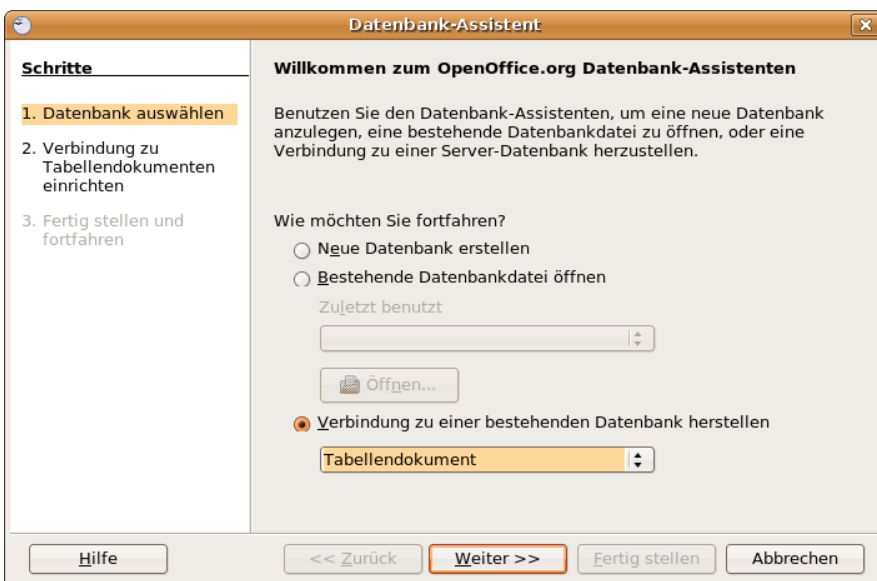 Datenbank-Assistent
Schritte
1. Datenbank auswählen
2. Verbindung zu
Tabellendokumenten
einrichten
3. Fertig stellen und
fortfahren
Willkommen zum OpenOffice.org Datenbank-Assistenten
Benutzen Sie den Datenbank-Assistenten, um eine neue Datenbank
anzulegen, eine bestehende Datenbankdatei zu öffnen, oder eine
Verbindung zu einer Server-Datenbank herzustellen.
Wie möchten Sie fortfahren?
Neue Datenbank erstellen
Bestehende Datenbankdatei öffnen
Zuletzt benutzt
Öffnen...
Verbindung zu einer bestehenden Datenbank herstellen
Tabellendokument
Hilfe
<< Zurück
Weiter >>
Fertig stellen
Abbrechen